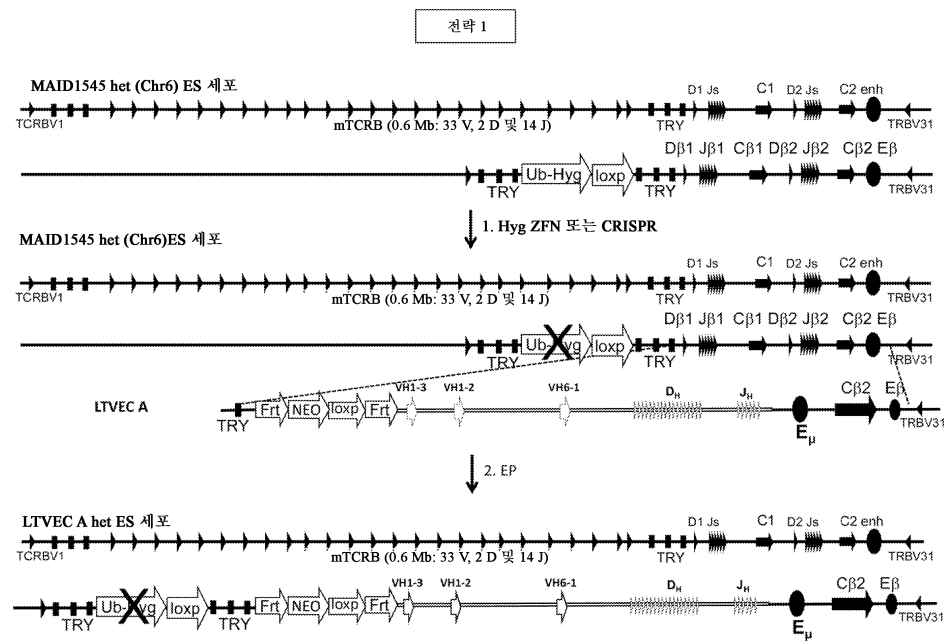 전략 1
MAID1545 het (Chr6) ES 세포
D1 Js C1 D2 Js C2 enh
TCRBV1 mTCRB (0.6 Mb: 33 V, 2 D 및 14 J) TRY TRBV31
Dβ1 Jβ1 Cβ1 Dβ2 Jβ2 Cβ2 Eβ
Ub-Hyg loxp
TRY TRY TRBV31
1. Hyg ZFN 또는 CRISPR
MAID1545 het (Chr6)ES 세포
D1 Js C1 D2 Js C2 enh
TCRBV1 mTCRB (0.6 Mb: 33 V, 2 D 및 14 J) TRY TRBV31
Dβ1 Jβ1 Cβ1 Dβ2 Jβ2 Cβ2 Eβ
Ub-Hyg loxp
TRY TRY TRBV31
VH1-3 VH1-2 VH6-1 DH JH Cβ2 Eβ
LTVEC A
Frt NEO loxp Frt
TRY Eμ TRBV31
2. EP
LTVEC A het ES 세포
D1 Js C1 D2 Js C2 enh
TCRBV1 mTCRB (0.6 Mb: 33 V, 2 D 및 14 J) TRY TRBV31
VH1-3 VH1-2 VH6-1 DH JH Cβ2 Eβ
Ub-Hyg loxp Frt NEO loxp Frt
TRY TRY Eμ TRBV31